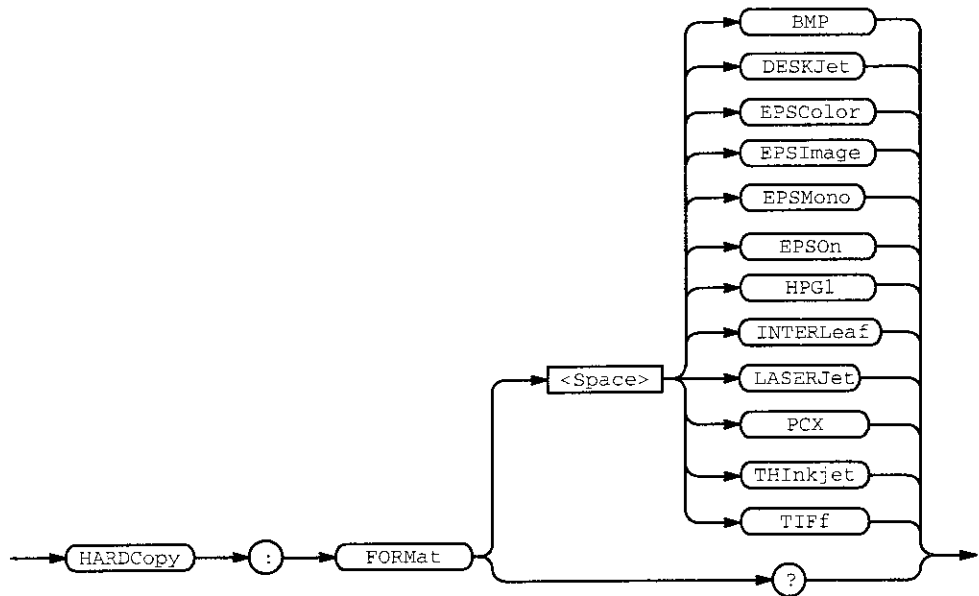 BMP
DESKJet
EPSColor
EPSImage
EPSMono
EPSOn
HPGl
INTERLeaf
<Space>
LASERJet
PCX
THInkjet
TIFf
HARDCopy : FORMat
?